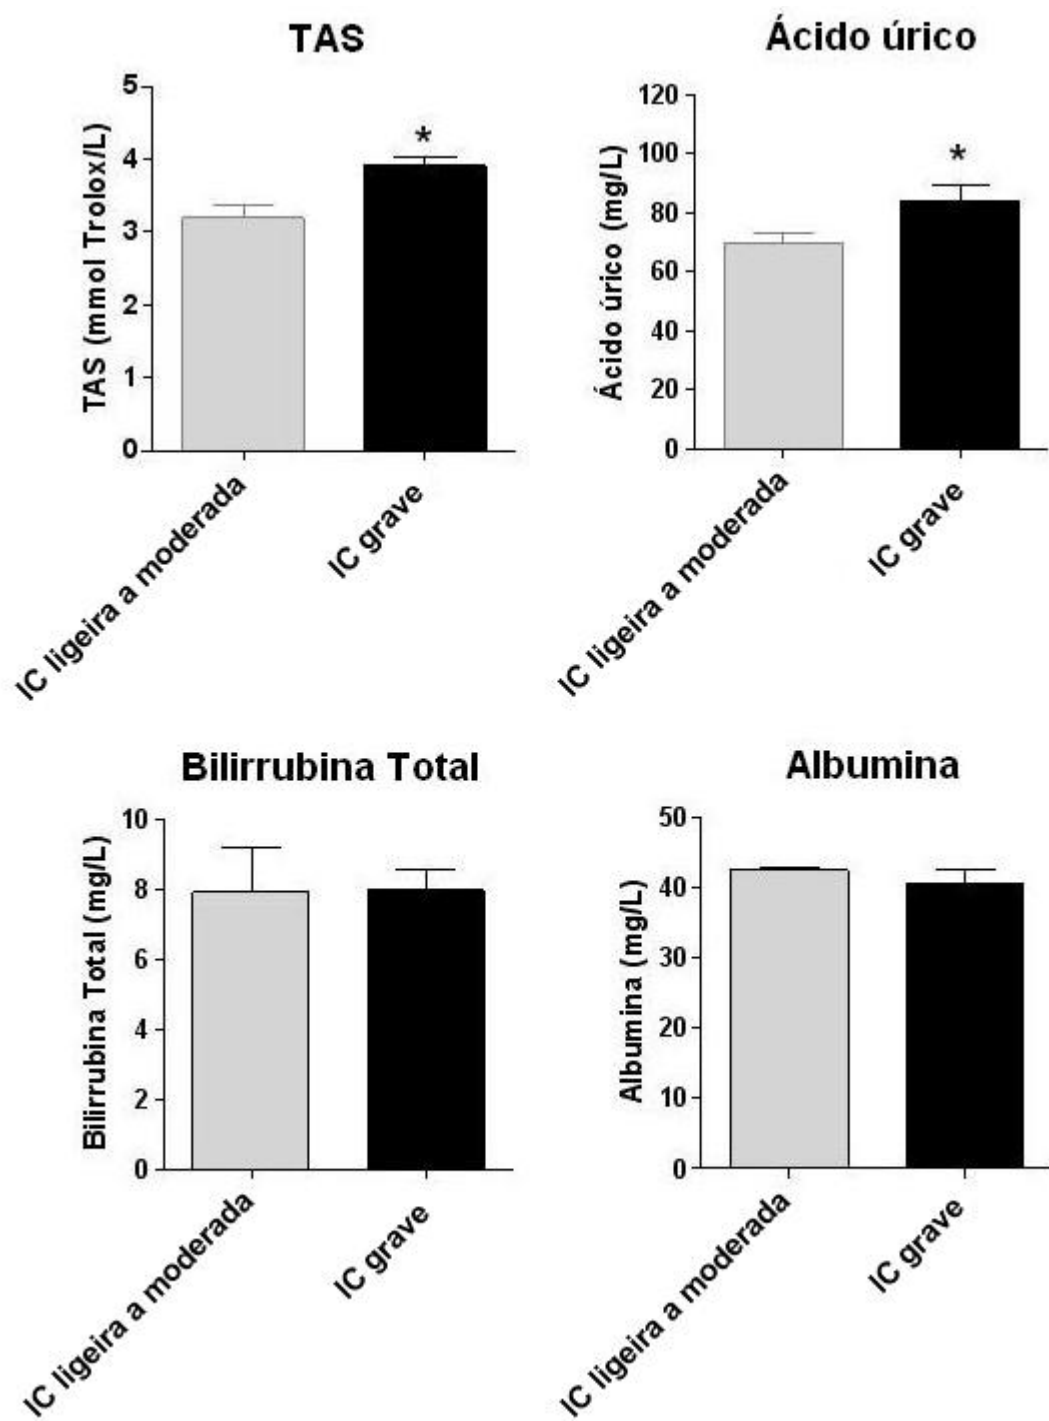 TAS
TAS (mmol Trolox/L)
5
4
3
2
1
0
*
IC ligeira a moderada
IC grave
Ácido úrico
Ácido úrico (mg/L)
120
100
80
60
40
20
0
*
IC ligeira a moderada
IC grave
Bilirrubina Total
Bilirrubina Total (mg/L)
10
8
6
4
2
0
IC ligeira a moderada
IC grave
Albumina
Albumina (mg/L)
50
40
30
20
10
0
IC ligeira a moderada
IC grave